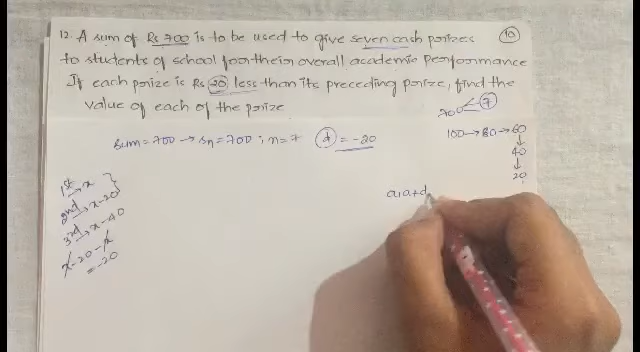 12. A sum of Rs 700 is to be used to give seven cash prizes
to students of school for their overall academic performance
If each prize is Rs 20 less than its preceding prize, find the
value of each of the prize
10
700 < 7
100 → 80 → 60
↓
40
↓
20
sum = 700 → sn = 700 ; n = 7 d = -20
1st → x }
2nd → x-20
3rd → x-40
x-20-x
= -20
a, a+d